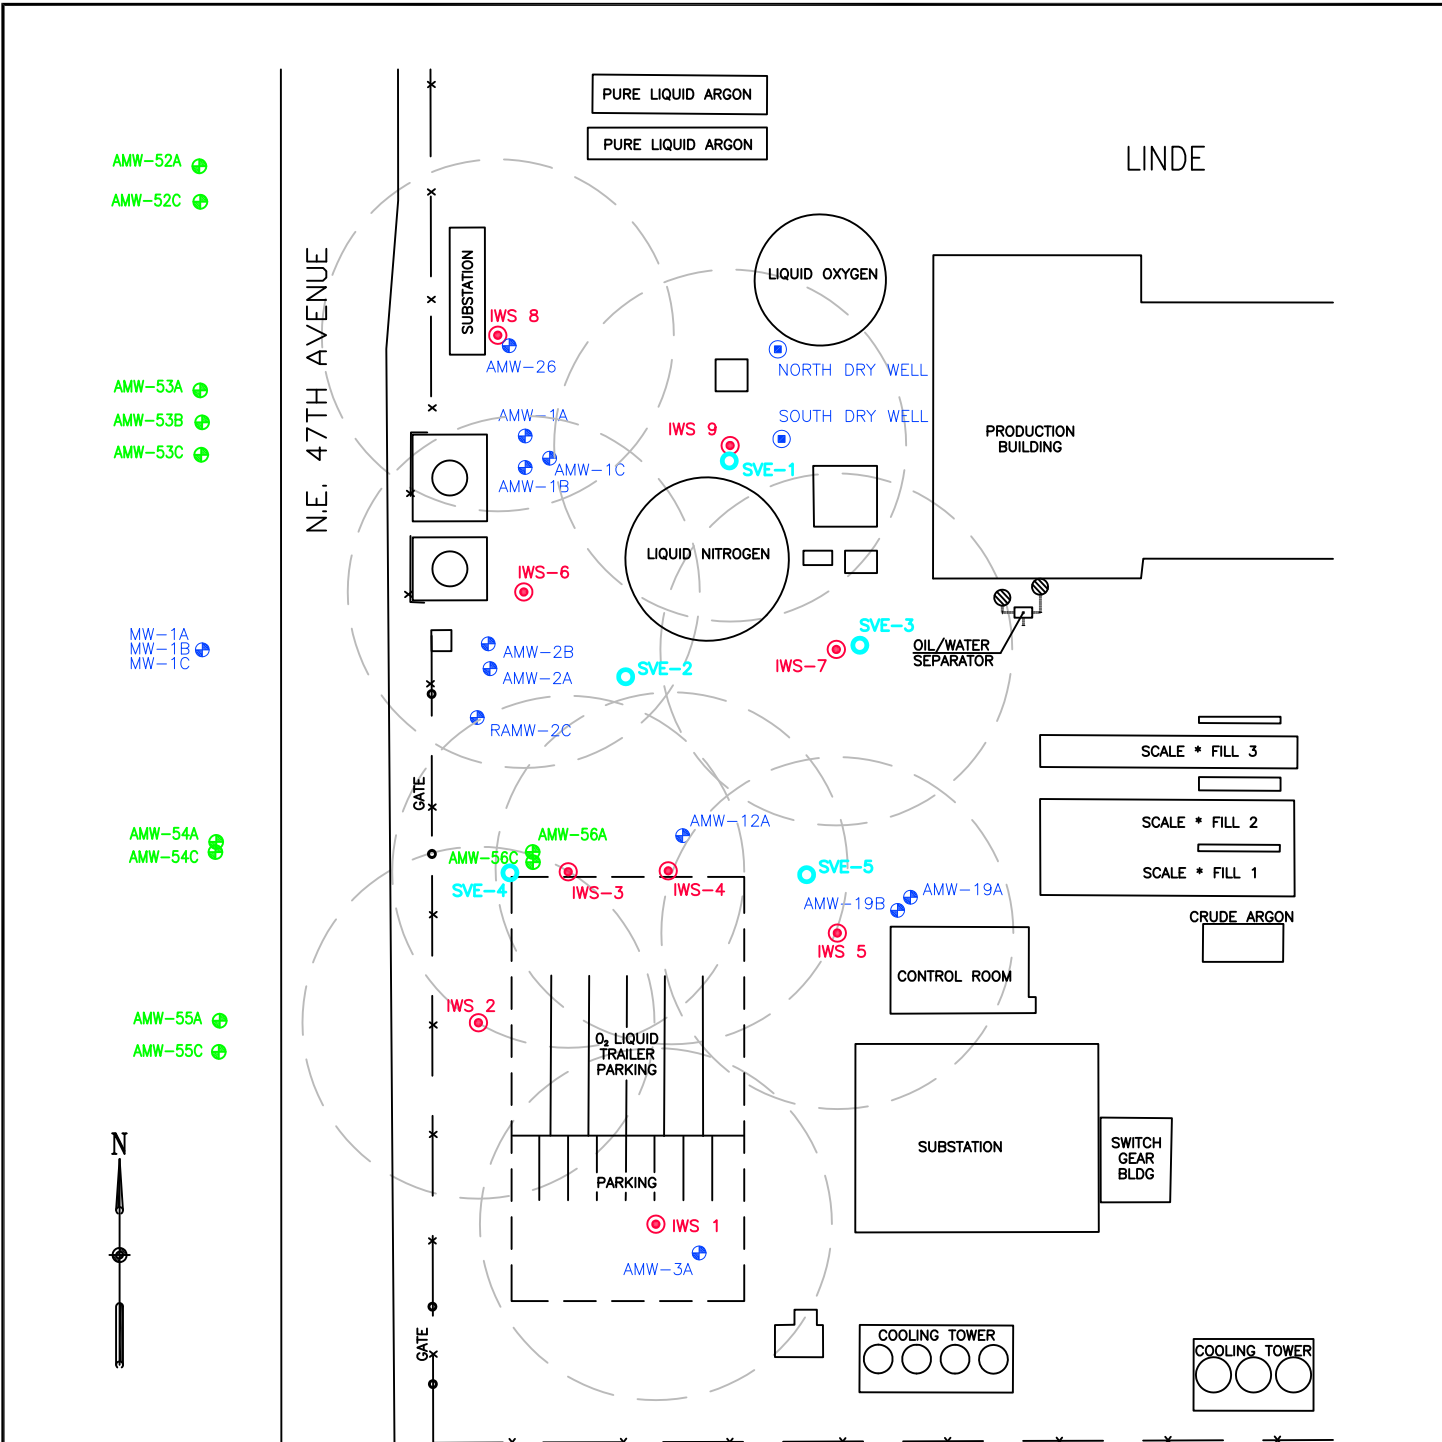 PURE LIQUID ARGON
PURE LIQUID ARGON
LINDE
AMW-52A
AMW-52C
N.E. 47TH AVENUE
SUBSTATION
LIQUID OXYGEN
IWS 8
AMW-26
NORTH DRY WELL
AMW-53A
AMW-53B
AMW-53C
AMW-1A
AMW-1C
AMW-1B
SOUTH DRY WELL
IWS 9
SVE-1
PRODUCTION
BUILDING
LIQUID NITROGEN
IWS-6
MW-1A
MW-1B
MW-1C
AMW-2B
AMW-2A
RAMW-2C
SVE-2
SVE-3
IWS-7
OIL/WATER
SEPARATOR
SCALE * FILL 3
GATE
AMW-54A
AMW-54C
AMW-56A
AMW-56C
AMW-12A
SCALE * FILL 2
SCALE * FILL 1
SVE-4
IWS-3
IWS-4
SVE-5
AMW-19A
AMW-19B
CRUDE ARGON
IWS 5
CONTROL ROOM
IWS 2
AMW-55A
AMW-55C
O₂ LIQUID
TRAILER
PARKING
SUBSTATION
SWITCH
GEAR
BLDG
N
PARKING
IWS 1
AMW-3A
GATE
COOLING TOWER
COOLING TOWER